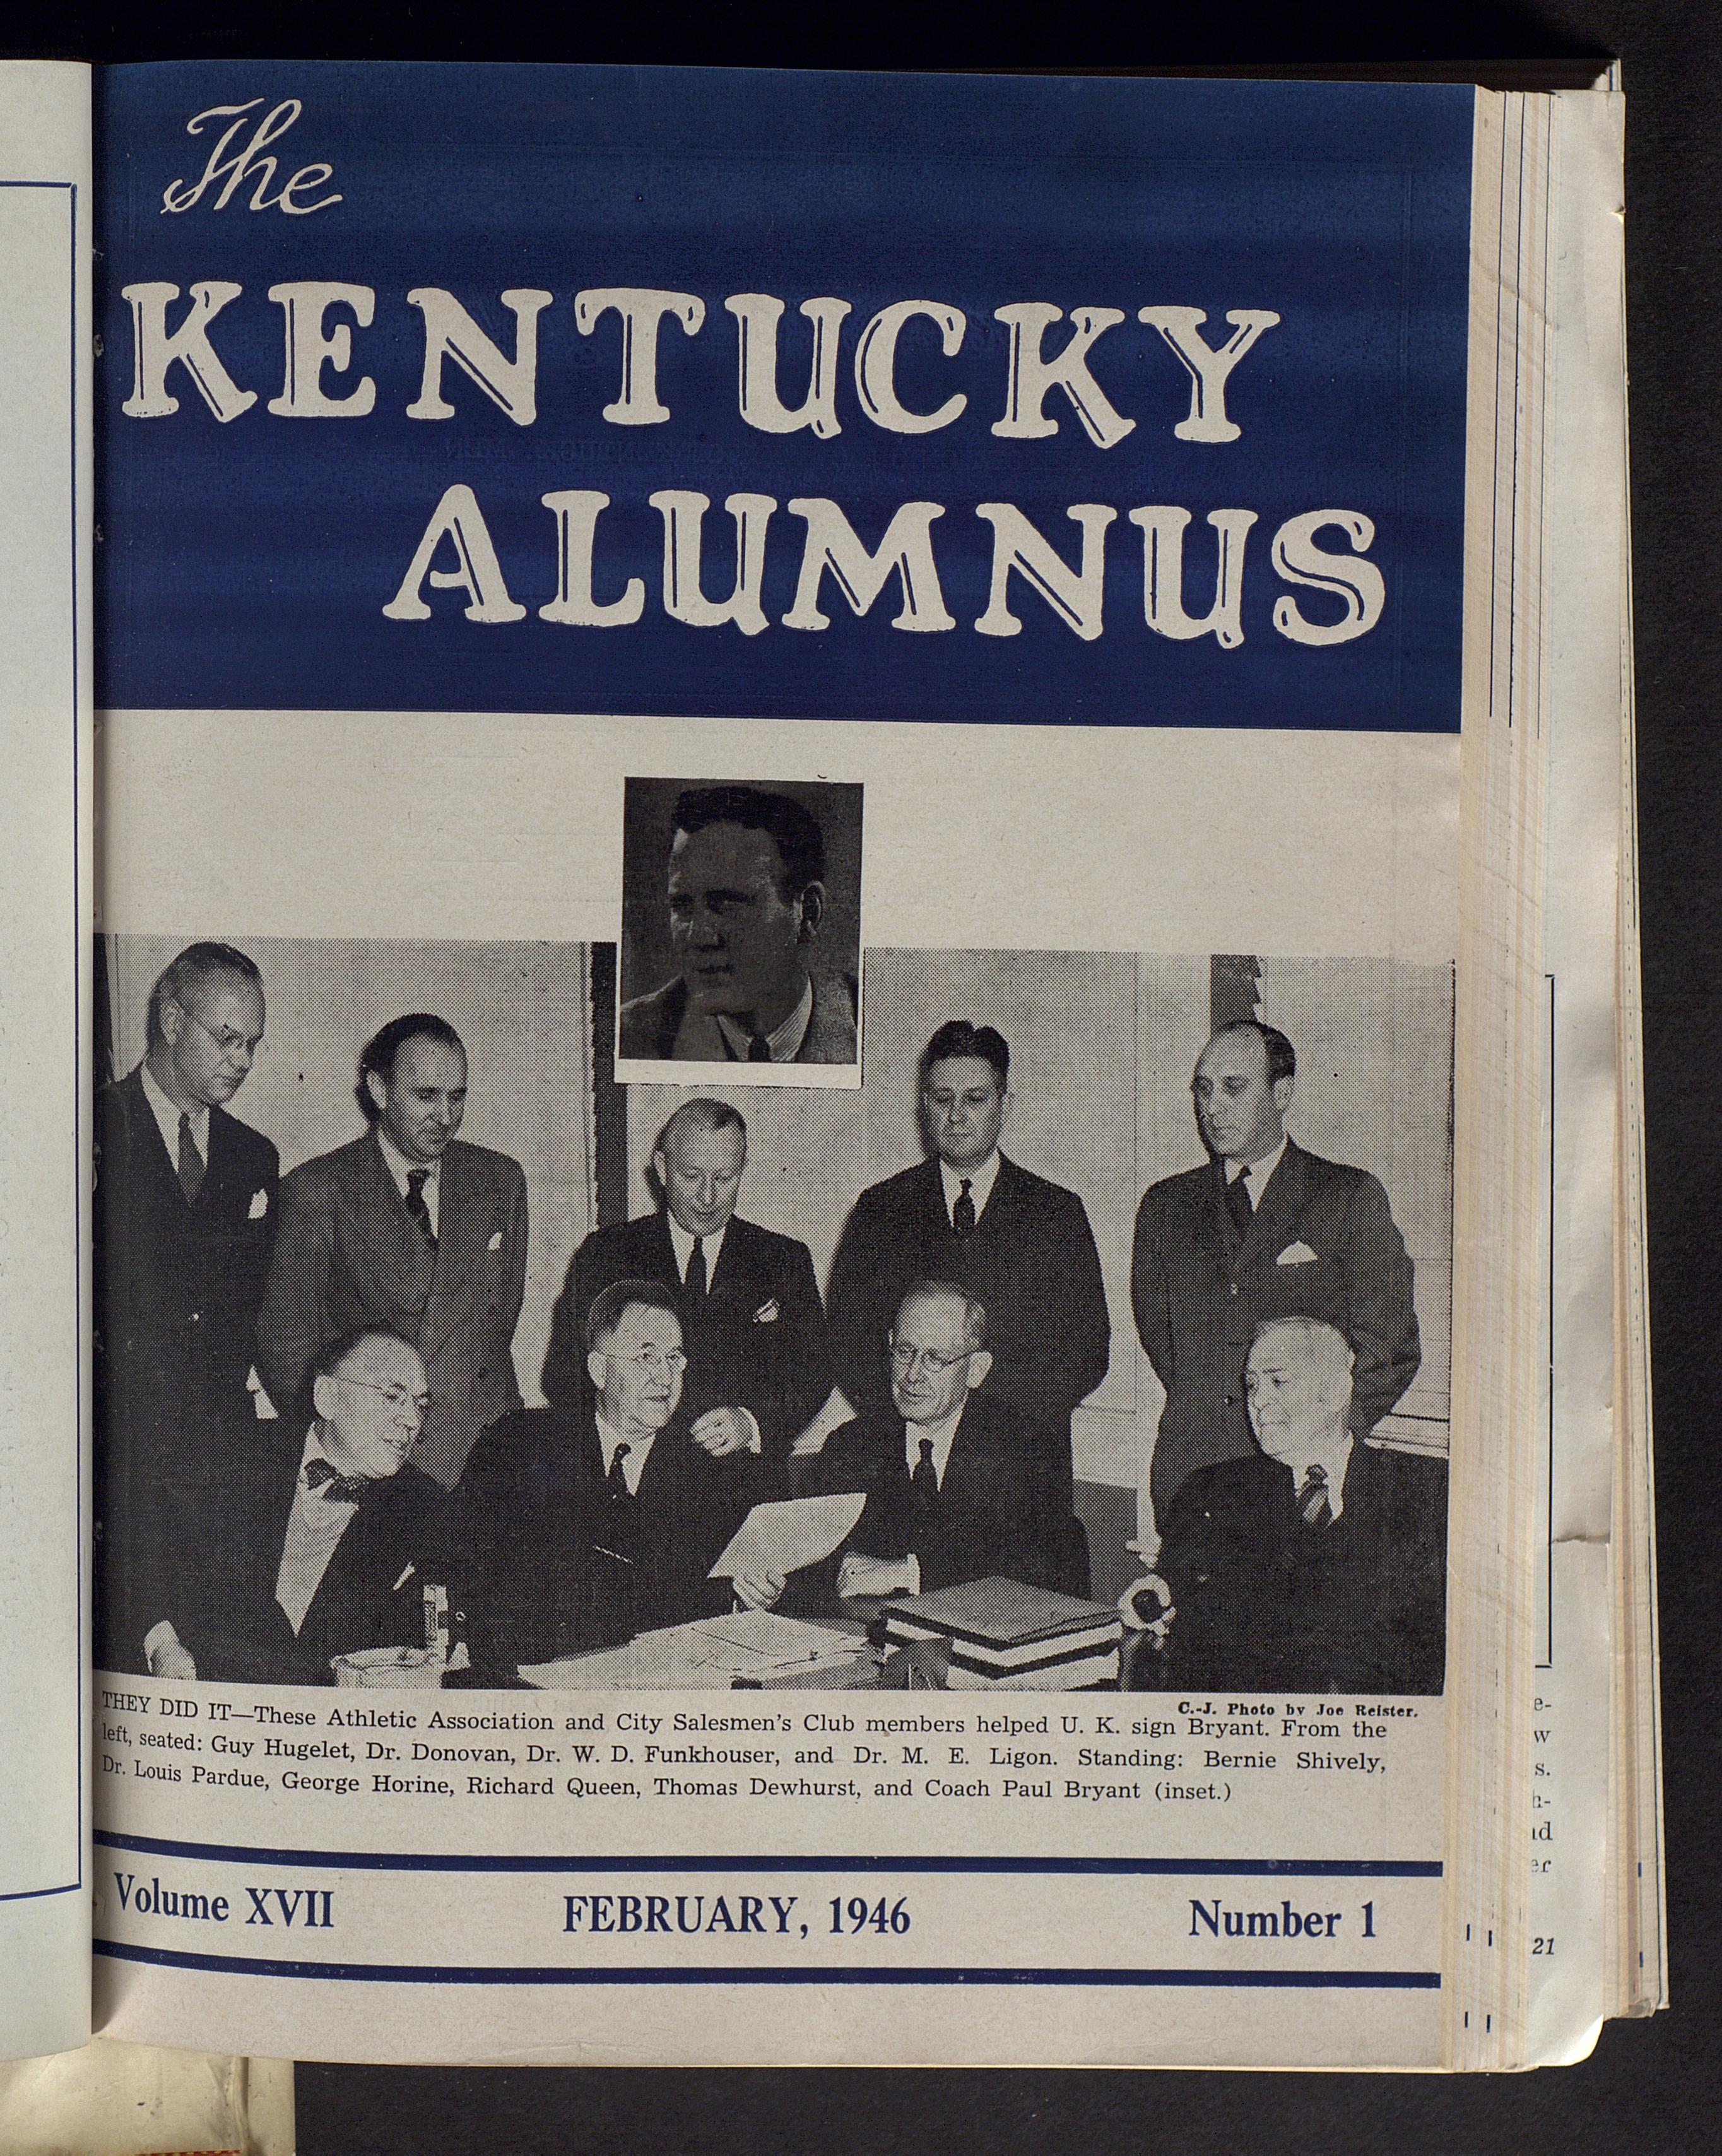 The
KENTUCKY
ALUMNUS
C.-J. Photo by Joe Reister.
THEY DID IT—These Athletic Association and City Salesmen's Club members helped U. K. sign Bryant. From the
left, seated: Guy Hugelet, Dr. Donovan, Dr. W. D. Funkhouser, and Dr. M. E. Ligon. Standing: Bernie Shively,
Dr. Louis Pardue, George Horine, Richard Queen, Thomas Dewhurst, and Coach Paul Bryant (inset.)
Volume XVII FEBRUARY, 1946 Number 1
21